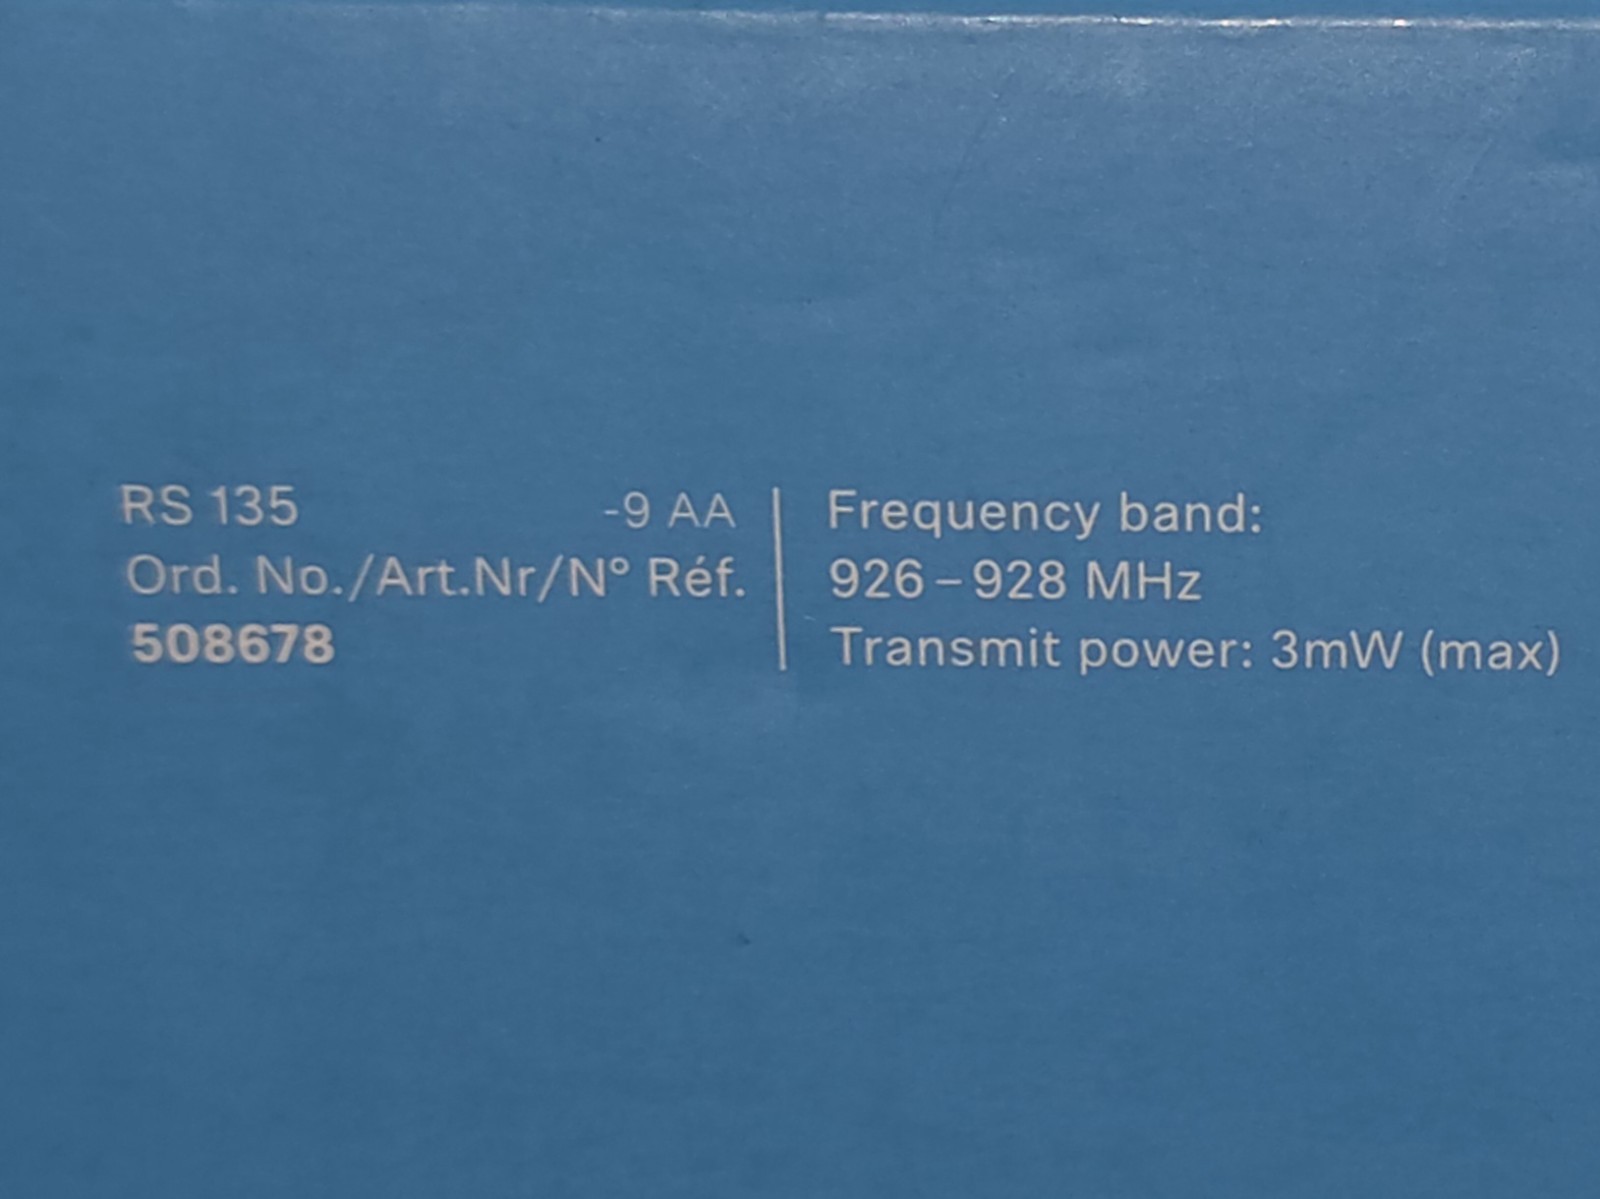 RS 135 -9 AA
Ord. No./Art.Nr/N° Réf.
508678
Frequency band:
926–928 MHz
Transmit power: 3mW (max)